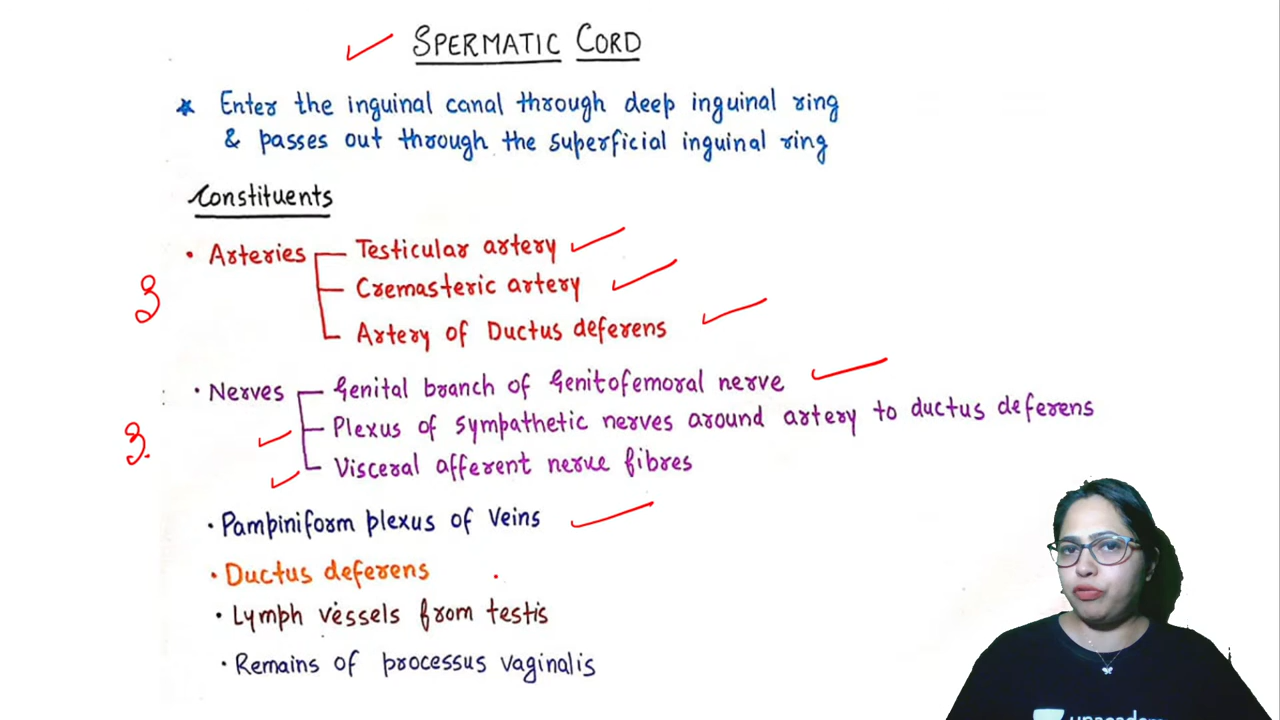 SPERMATIC CORD
* Enter the inguinal canal through deep inguinal ring
& passes out through the superficial inguinal ring
Constituents
• Arteries Testicular artery
Cremasteric artery
3
Artery of Ductus deferens
• Nerves Genital branch of Genitofemoral nerve
Plexus of sympathetic nerves around artery to ductus deferens
3.
Visceral afferent nerve fibres
• Pampiniform plexus of veins
• Ductus deferens
• Lymph vessels from testis
• Remains of processus vaginalis